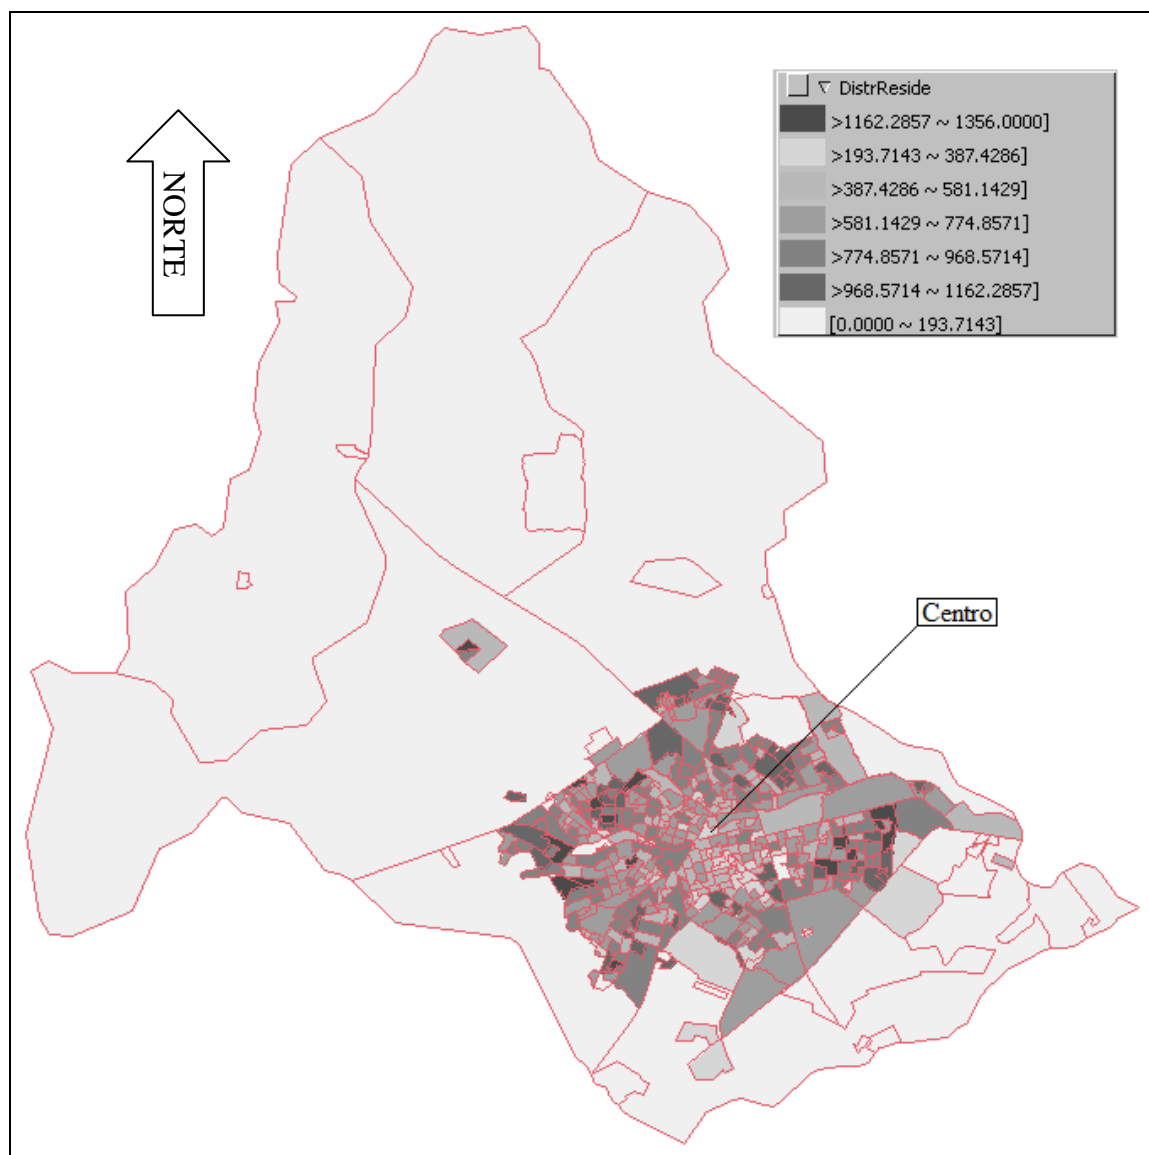 NORTE
DistrReside
>1162.2857 ~ 1356.0000]
>193.7143 ~ 387.4286]
>387.4286 ~ 581.1429]
>581.1429 ~ 774.8571]
>774.8571 ~ 968.5714]
>968.5714 ~ 1162.2857]
[0.0000 ~ 193.7143]
Centro